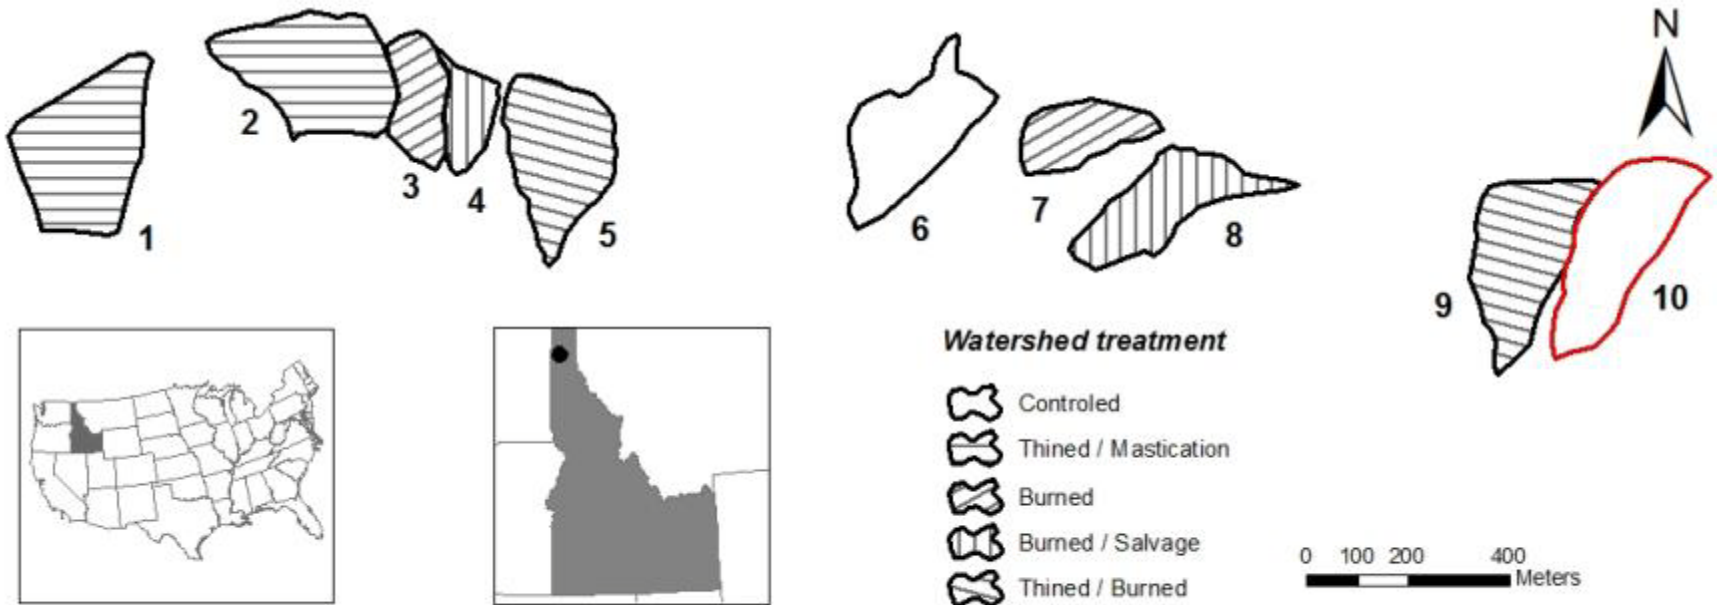 N
1
2
3
4
5
6
7
8
9
10
Watershed treatment
Controled
Thined / Mastication
Burned
Burned / Salvage
Thined / Burned
0 100 200 400
Meters